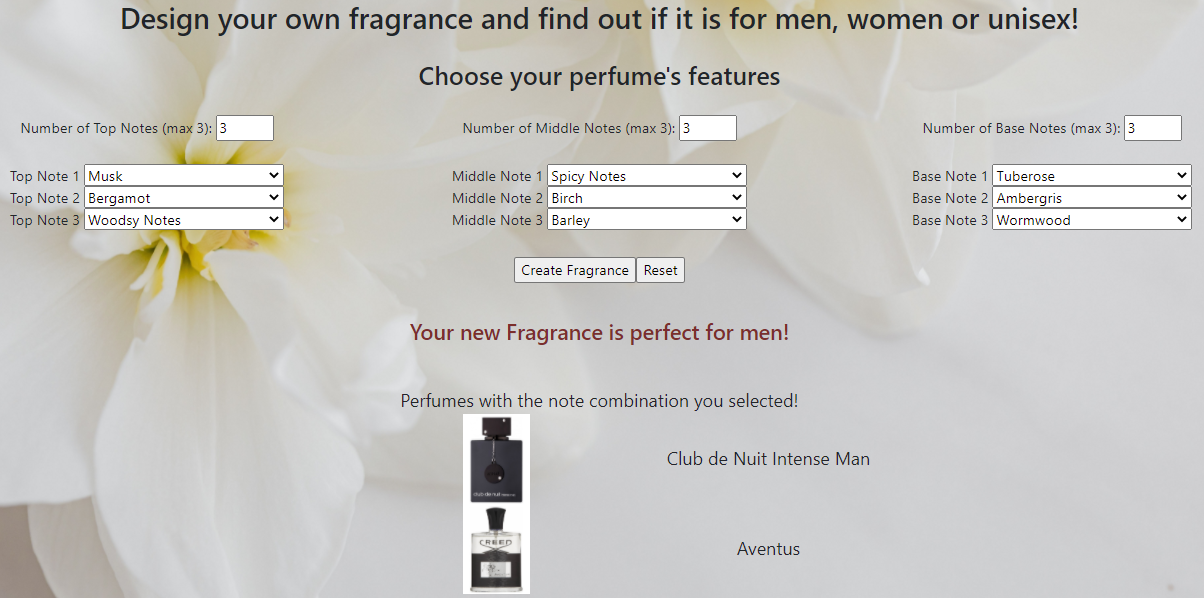 Design your own fragrance and find out if it is for men, women or unisex!
Choose your perfume's features
Number of Top Notes (max 3): 3
Number of Middle Notes (max 3): 3
Number of Base Notes (max 3): 3
Top Note 1 Musk
Top Note 2 Bergamot
Top Note 3 Woodsy Notes
Middle Note 1 Spicy Notes
Middle Note 2 Birch
Middle Note 3 Barley
Base Note 1 Tuberose
Base Note 2 Ambergris
Base Note 3 Wormwood
Create Fragrance
Reset
Your new Fragrance is perfect for men!
Perfumes with the note combination you selected!
club de nuit
Club de Nuit Intense Man
CREED
Aventus